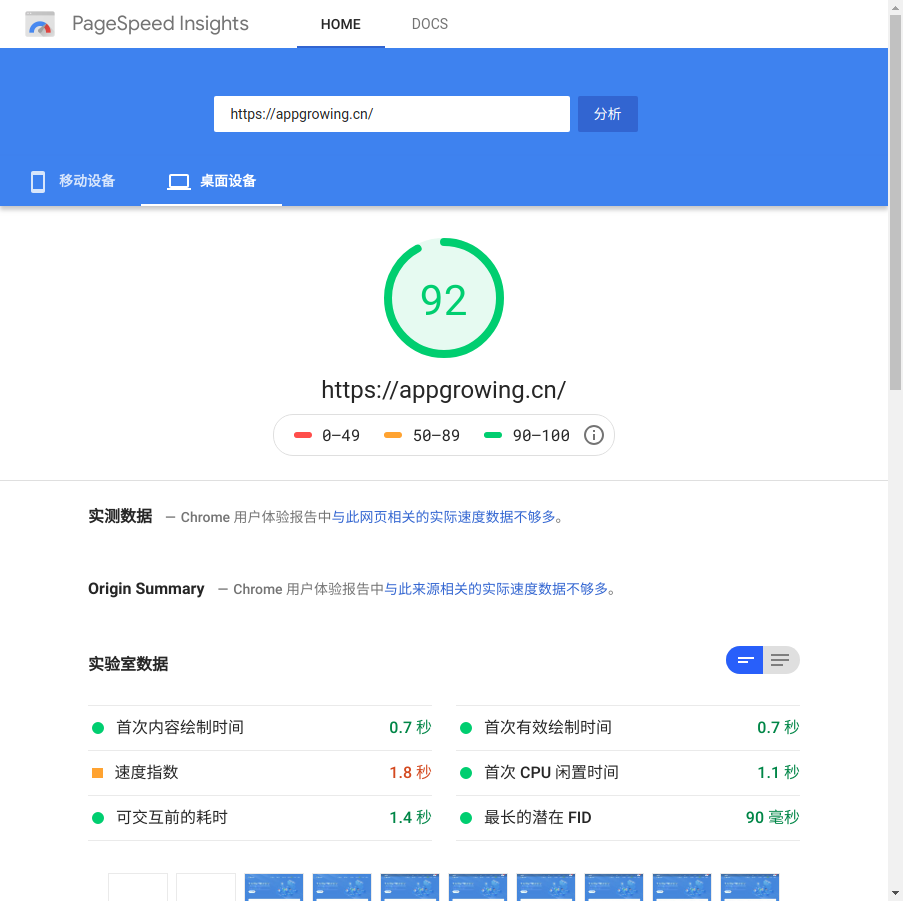 PageSpeed Insights HOME DOCS
https://appgrowing.cn/ 分析
移动设备 桌面设备
92
https://appgrowing.cn/
0–49 50–89 90–100
实测数据 — Chrome 用户体验报告中与此网页相关的实际速度数据不够多。
Origin Summary — Chrome 用户体验报告中与此来源相关的实际速度数据不够多。
实验室数据
首次内容绘制时间 0.7 秒 首次有效绘制时间 0.7 秒
速度指数 1.8 秒 首次 CPU 闲置时间 1.1 秒
可交互前的耗时 1.4 秒 最长的潜在 FID 90 毫秒